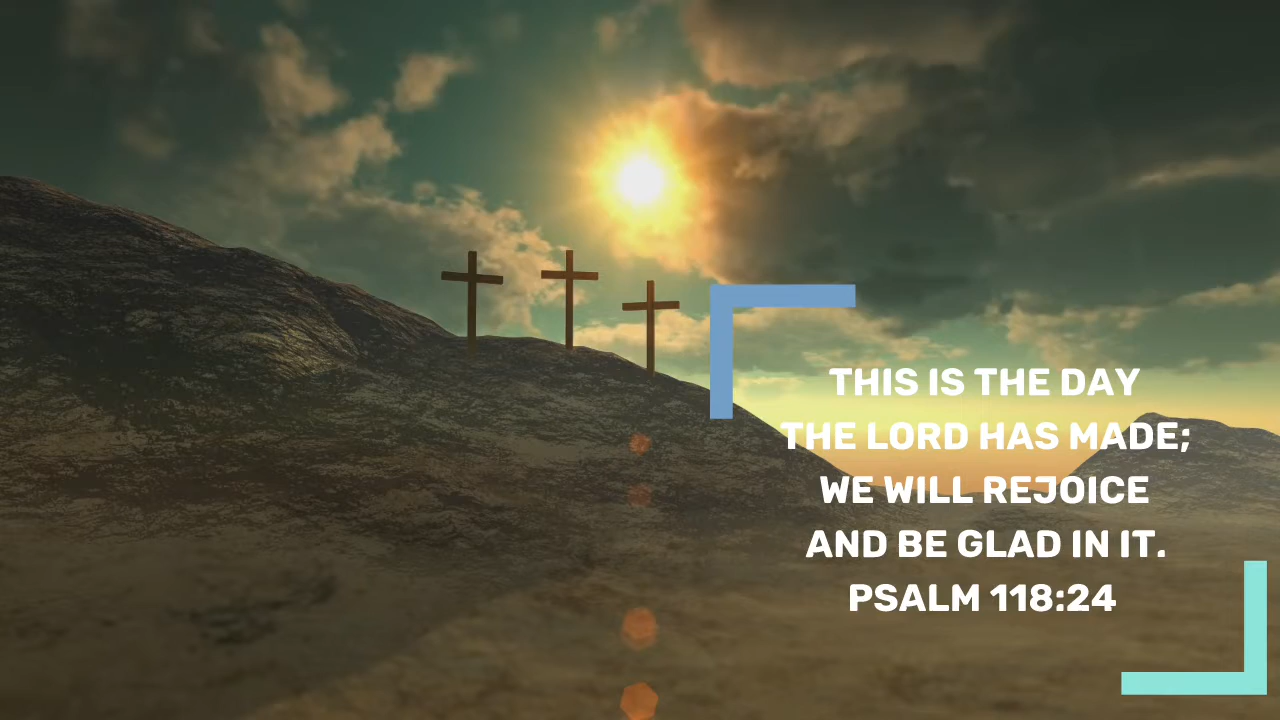 THIS IS THE DAY
THE LORD HAS MADE;
WE WILL REJOICE
AND BE GLAD IN IT.
PSALM 118:24